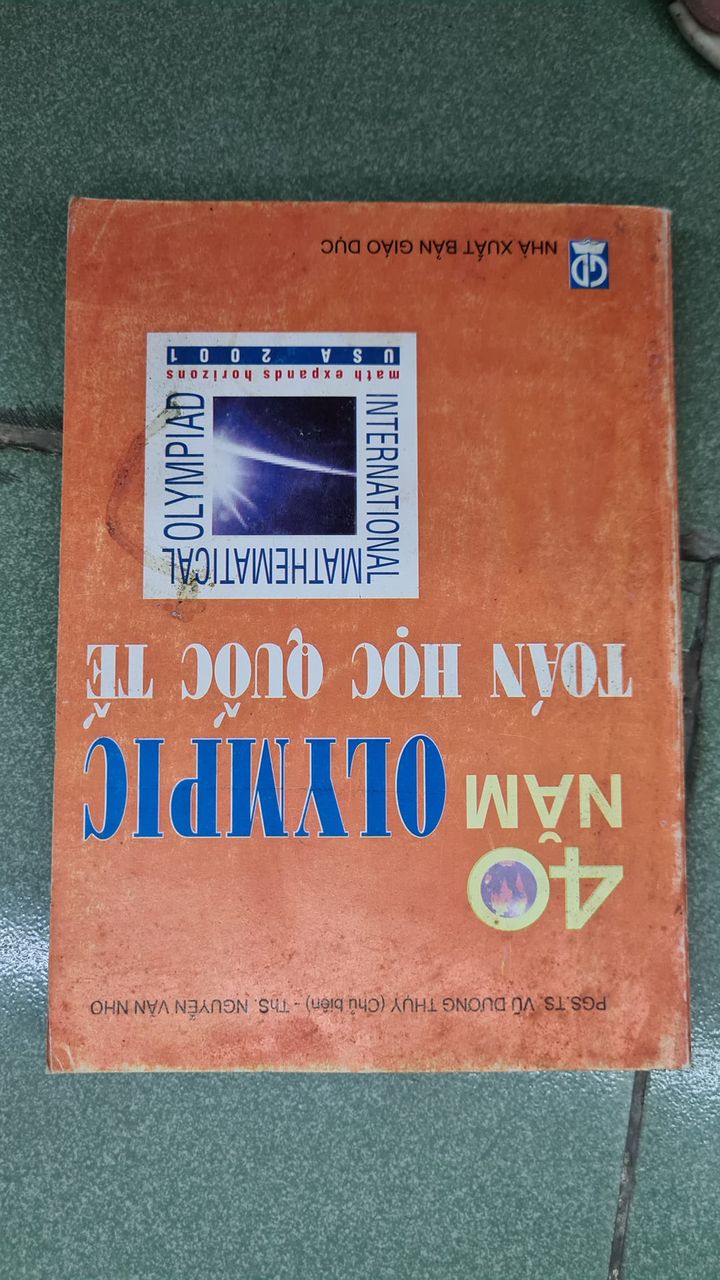 PGS.TS. VŨ DƯƠNG THỤY (Chủ biên) - ThS. NGUYỄN VĂN NHO
40
NĂM
OLYMPIC
TOÁN HỌC QUỐC TẾ
INTERNATIONAL
MATHEMATICAL
OLYMPIAD
math expands horizons
USA 2001
GD
NHÀ XUẤT BẢN GIÁO DỤC